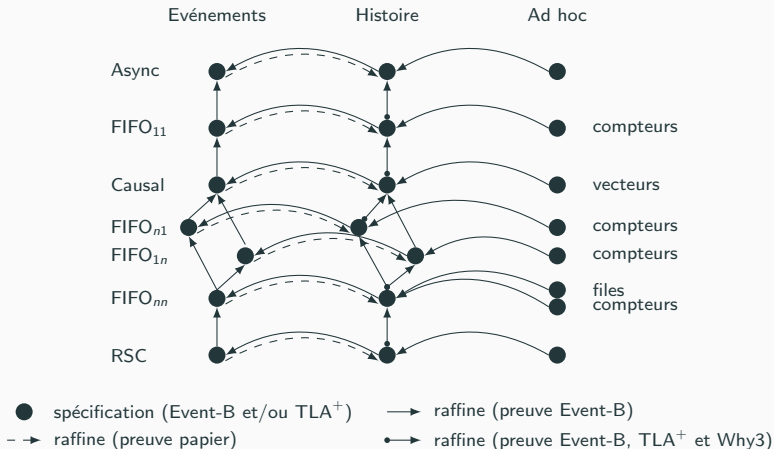 Evénements Histoire Ad hoc
Async
FIFO₁₁ compteurs
Causal vecteurs
FIFOₙ₁ compteurs
FIFO₁ₙ compteurs
FIFOₙₙ files
compteurs
RSC
spécification (Event-B et/ou TLA⁺) raffine (preuve Event-B)
raffine (preuve papier) raffine (preuve Event-B, TLA⁺ et Why3)